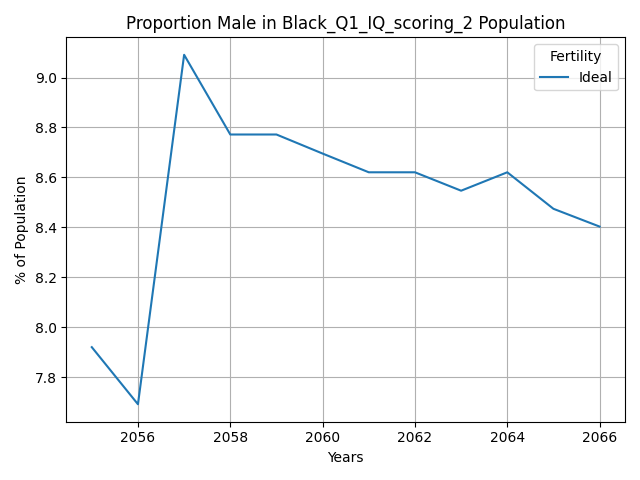 Proportion Male in Black_Q1_IQ_scoring_2 Population
Fertility
Ideal
% of Population
9.0
8.8
8.6
8.4
8.2
8.0
7.8
2056 2058 2060 2062 2064 2066
Years